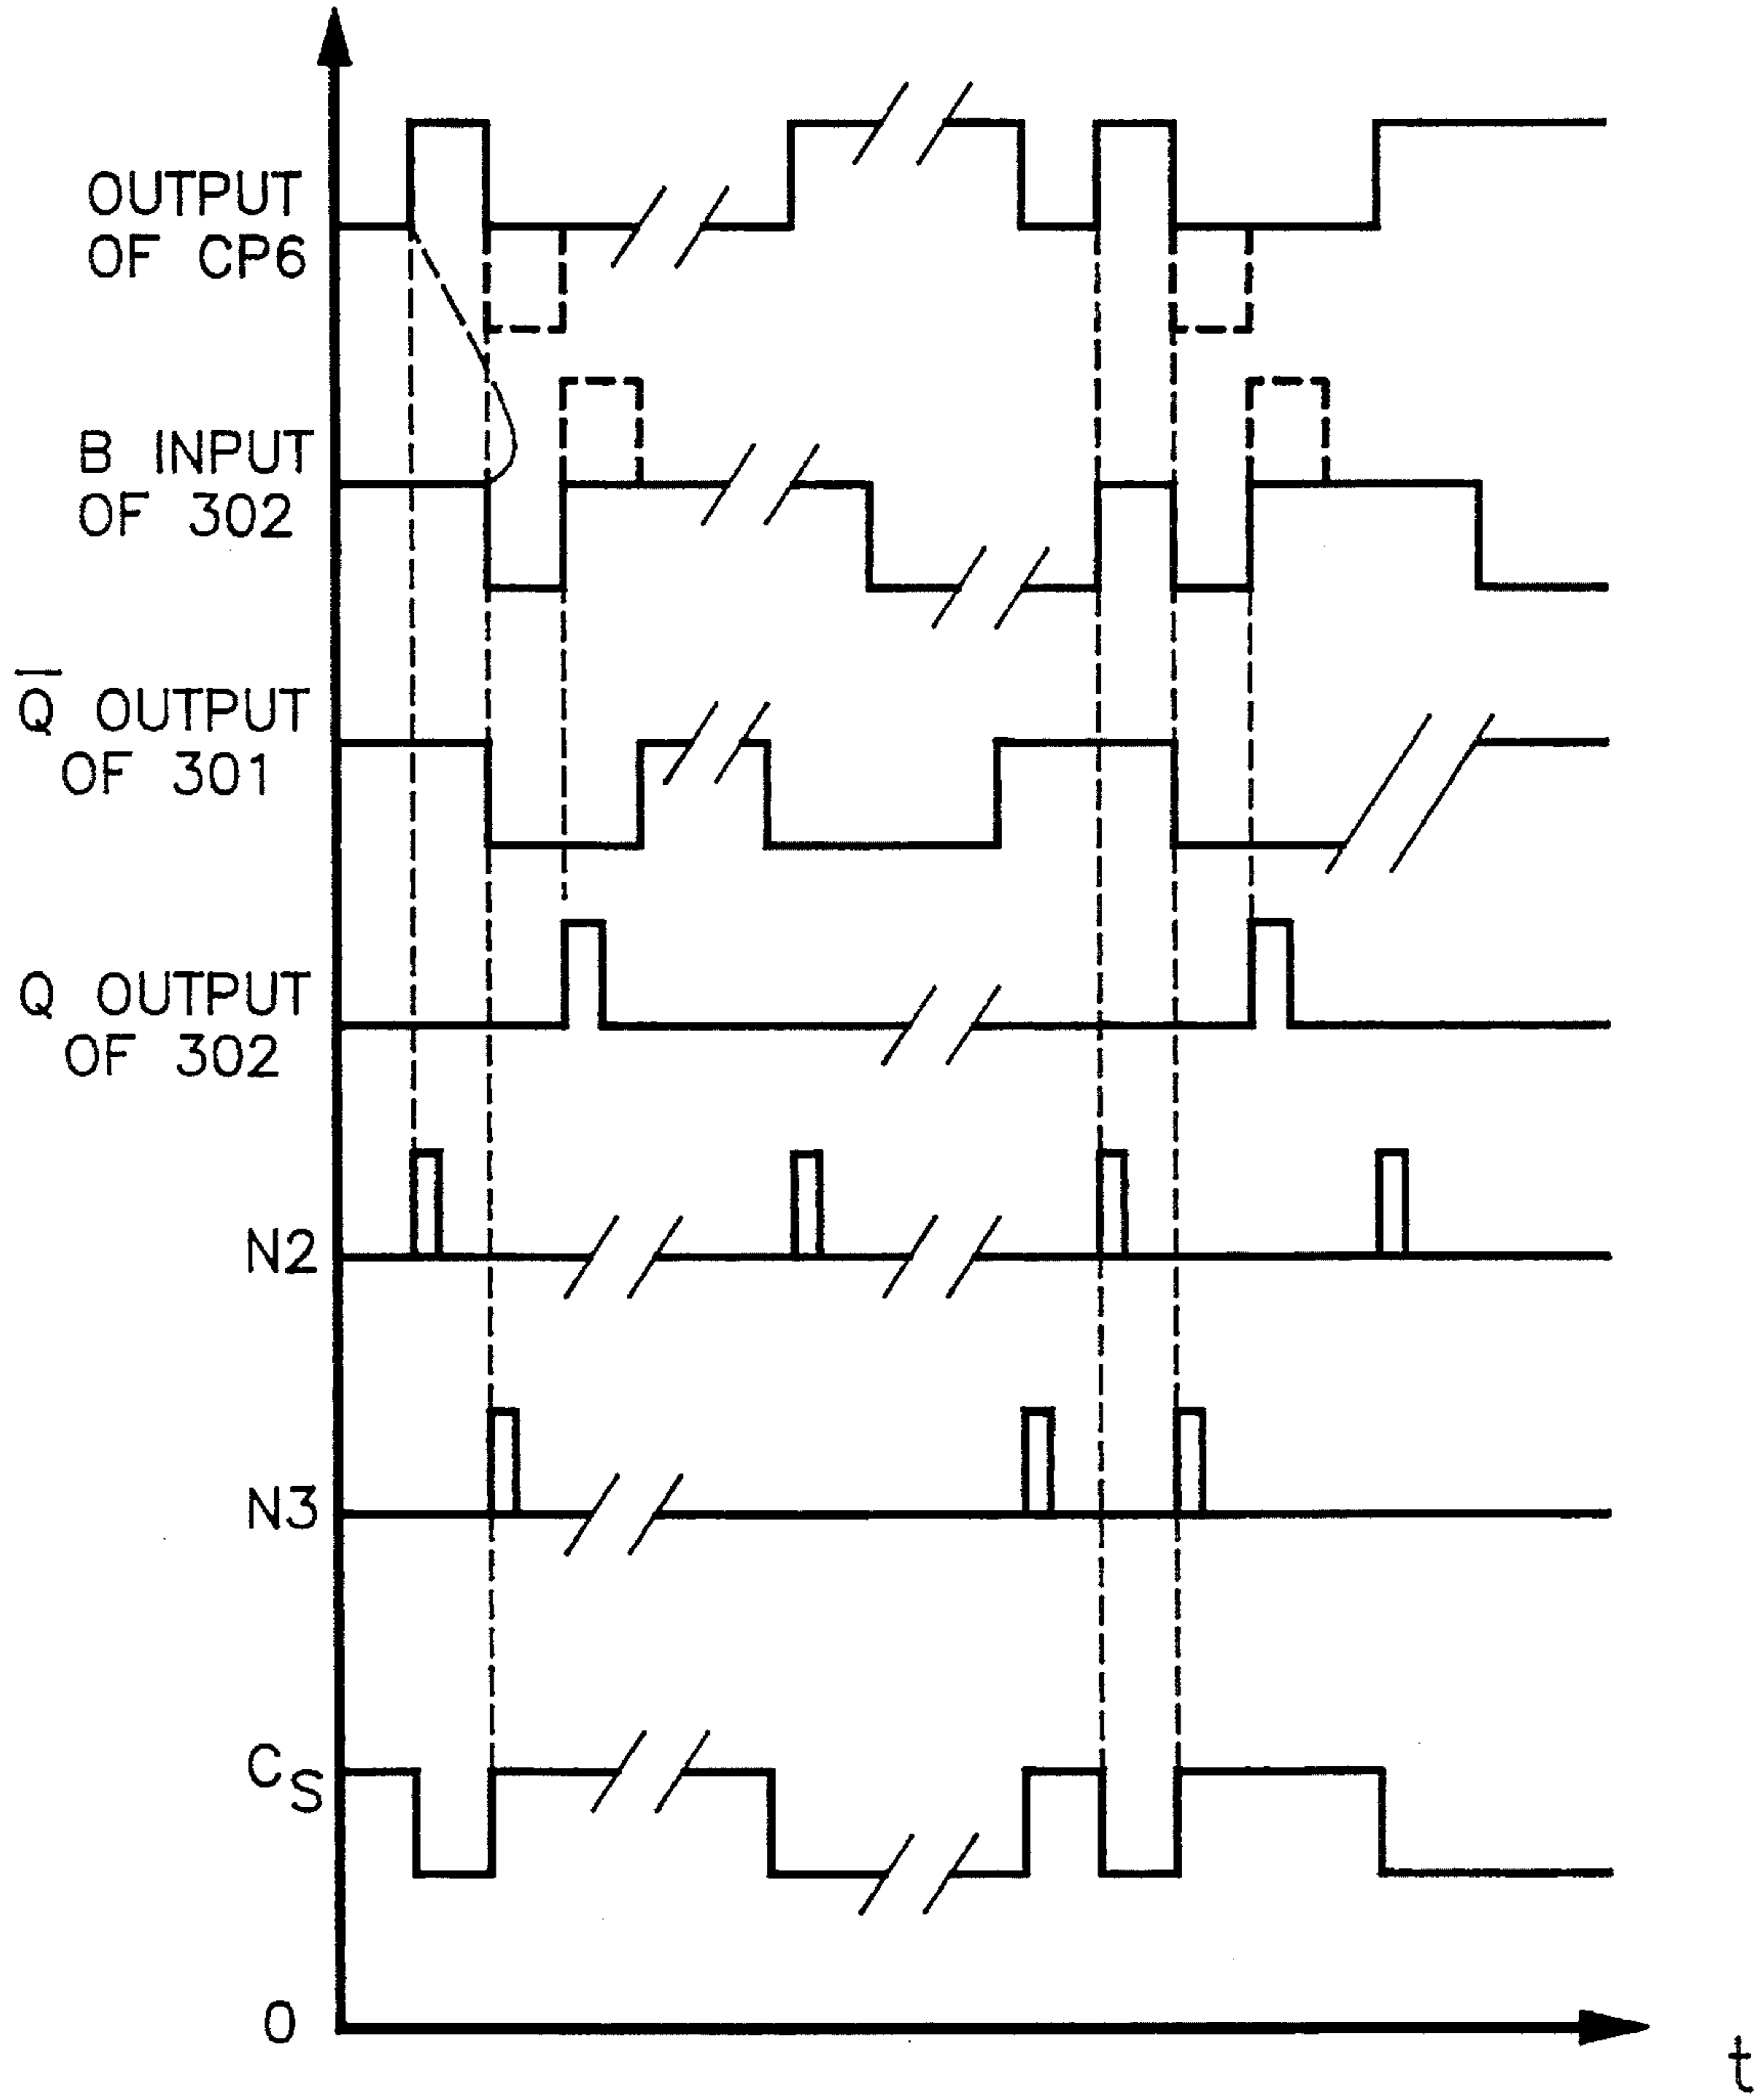 OUTPUT
OF CP6
B INPUT
OF 302
Q̅ OUTPUT
OF 301
Q OUTPUT
OF 302
N2
N3
CS
0
t